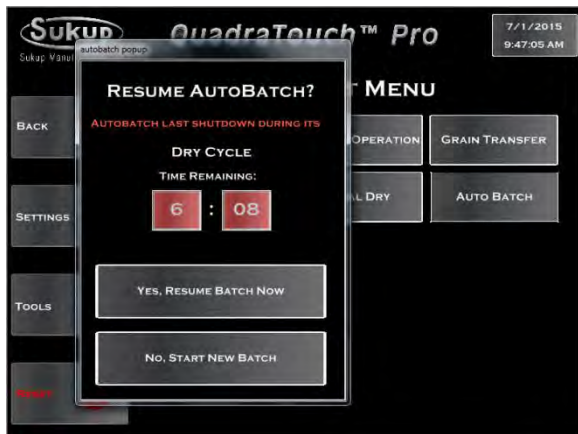 Sukup
QuadraTouch™ Pro
7/1/2015
9:47:05 AM
autobatch popup
MENU
RESUME AUTOBATCH?
AUTOBATCH LAST SHUTDOWN DURING ITS
DRY CYCLE
TIME REMAINING:
6 : 08
YES, RESUME BATCH NOW
NO, START NEW BATCH
BACK
SETTINGS
TOOLS
RESET
OPERATION
GRAIN TRANSFER
DRY
AUTO BATCH